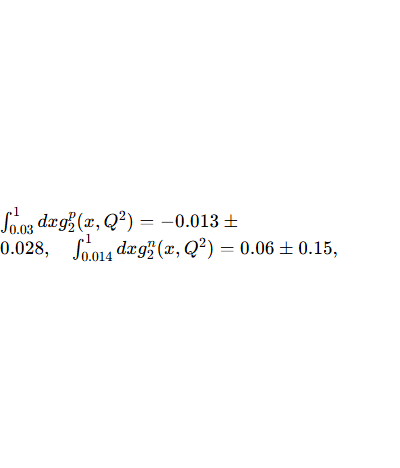 ∫_{0.03}^{1} dxg_2^p(x, Q^2) = −0.013 ±
0.028, ∫_{0.014}^{1} dxg_2^n(x, Q^2) = 0.06 ± 0.15,